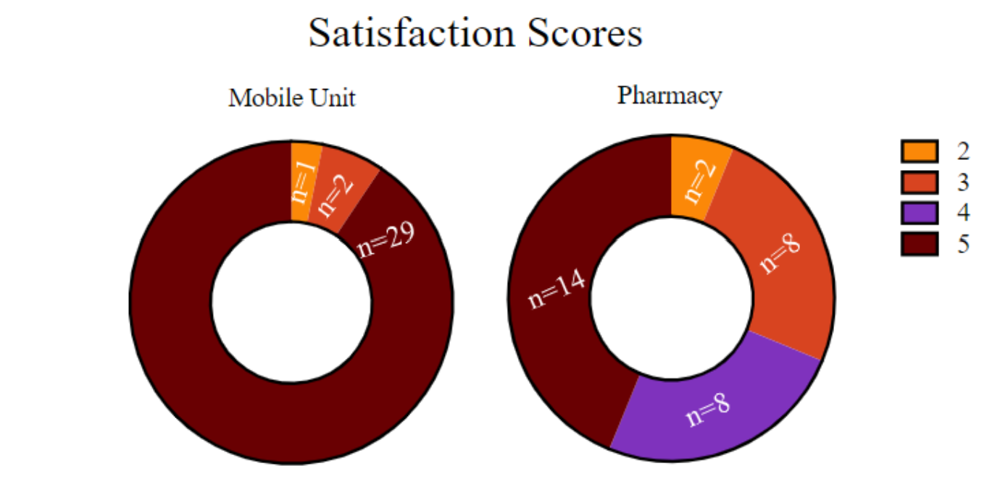 Satisfaction Scores
Mobile Unit
n=1
n=2
n=29
Pharmacy
n=2
n=8
n=8
n=14
2
3
4
5